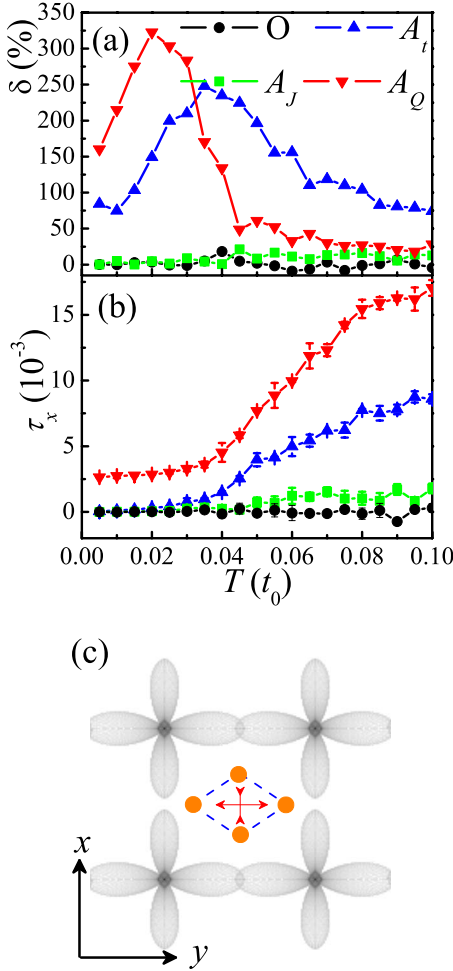 (a)
O
A_t
A_J
A_Q
δ (%)
350
300
250
200
150
100
50
0
(b)
τ_x (10^-3)
15
10
5
0
0.00 0.02 0.04 0.06 0.08 0.10
T (t_0)
(c)
x
y